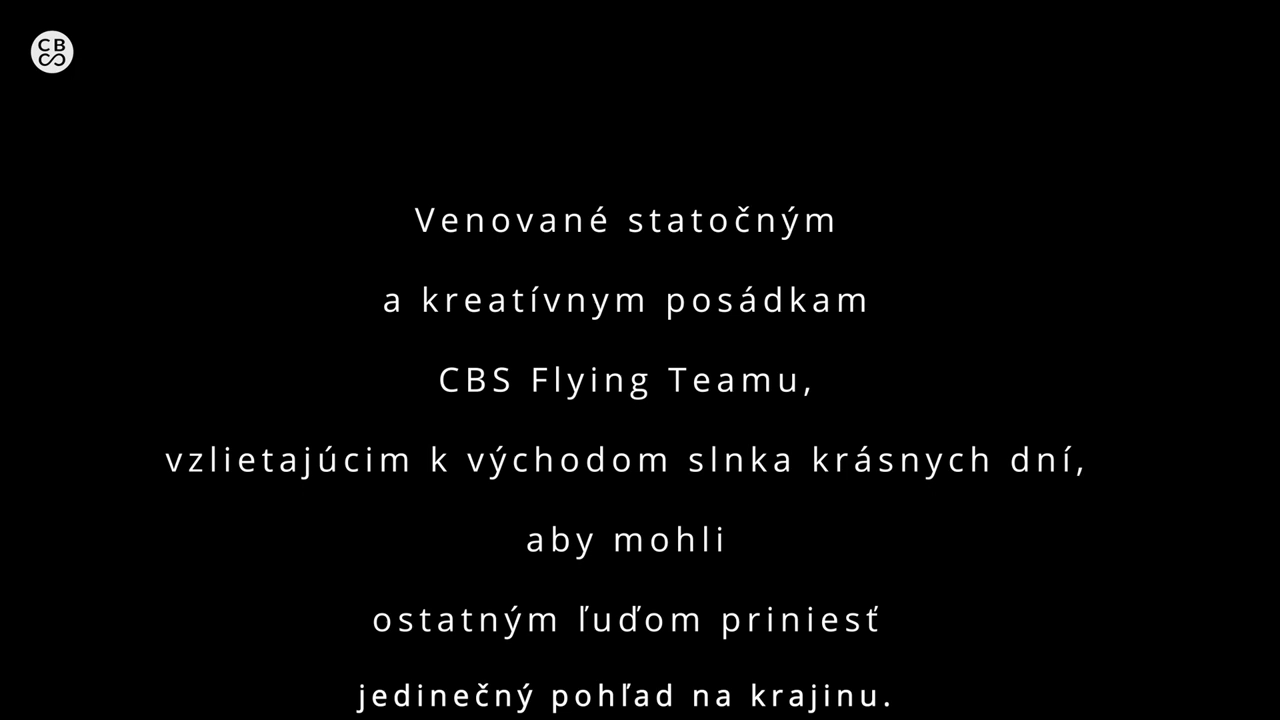 CB
Venované statočným
a kreatívnym posádkam
CBS Flying Teamu,
vzlietajúcim k východom slnka krásnych dní,
aby mohli
ostatným ľuďom priniesť
jedinečný pohľad na krajinu.